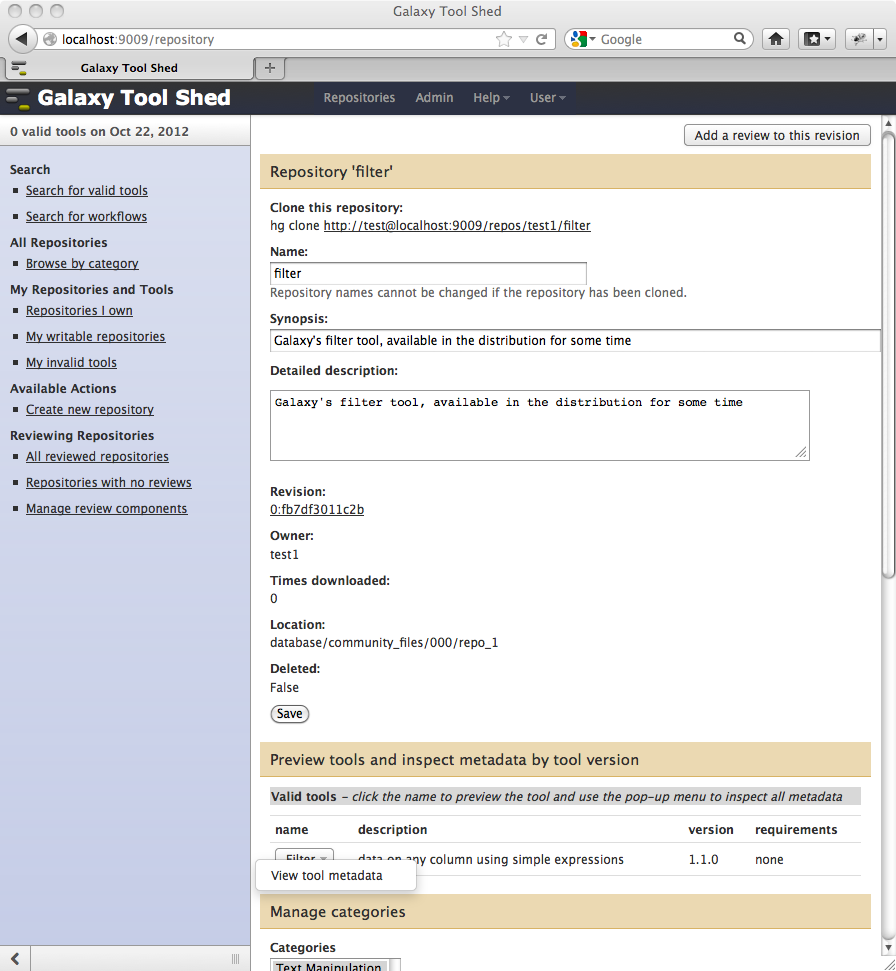 Galaxy Tool Shed
localhost:9009/repository
Google
Galaxy Tool Shed
Galaxy Tool Shed
Repositories Admin Help User
0 valid tools on Oct 22, 2012
Add a review to this revision
Search
Search for valid tools
Search for workflows
All Repositories
Browse by category
My Repositories and Tools
Repositories I own
My writable repositories
My invalid tools
Available Actions
Create new repository
Reviewing Repositories
All reviewed repositories
Repositories with no reviews
Manage review components
Repository 'filter'
Clone this repository:
hg clone http://test@localhost:9009/repos/test1/filter
Name:
filter
Repository names cannot be changed if the repository has been cloned.
Synopsis:
Galaxy's filter tool, available in the distribution for some time
Detailed description:
Galaxy's filter tool, available in the distribution for some time
Revision:
0:fb7df3011c2b
Owner:
test1
Times downloaded:
0
Location:
database/community_files/000/repo_1
Deleted:
False
Save
Preview tools and inspect metadata by tool version
Valid tools – click the name to preview the tool and use the pop-up menu to inspect all metadata
name description version requirements
Filter data on any column using simple expressions 1.1.0 none
View tool metadata
Manage categories
Categories
Text Manipulation